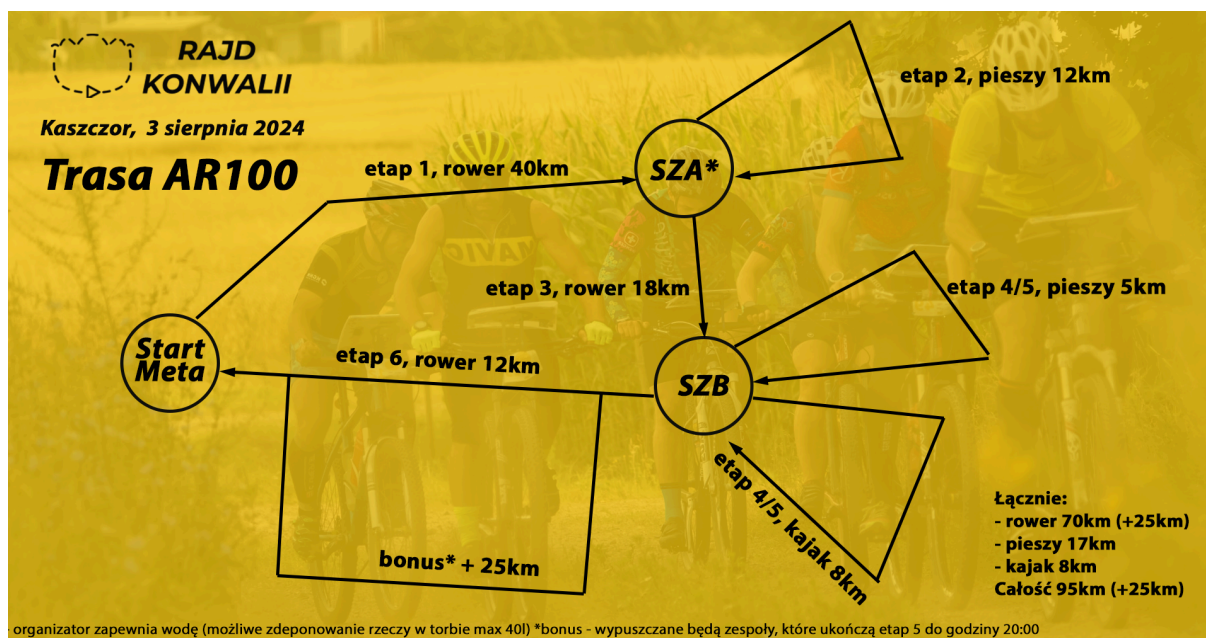 RAJD
KONWALII
Kaszczor, 3 sierpnia 2024
Trasa AR100
etap 1, rower 40km
SZA*
etap 2, pieszy 12km
etap 3, rower 18km
etap 4/5, pieszy 5km
Start
Meta
etap 6, rower 12km
SZB
etap 4/5, kajak 8km
bonus* + 25km
Łącznie:
- rower 70km (+25km)
- pieszy 17km
- kajak 8km
Całość 95km (+25km)
- organizator zapewnia wodę (możliwe zdeponowanie rzeczy w torbie max 40l) *bonus - wypuszczane będą zespoły, które ukończą etap 5 do godziny 20:00